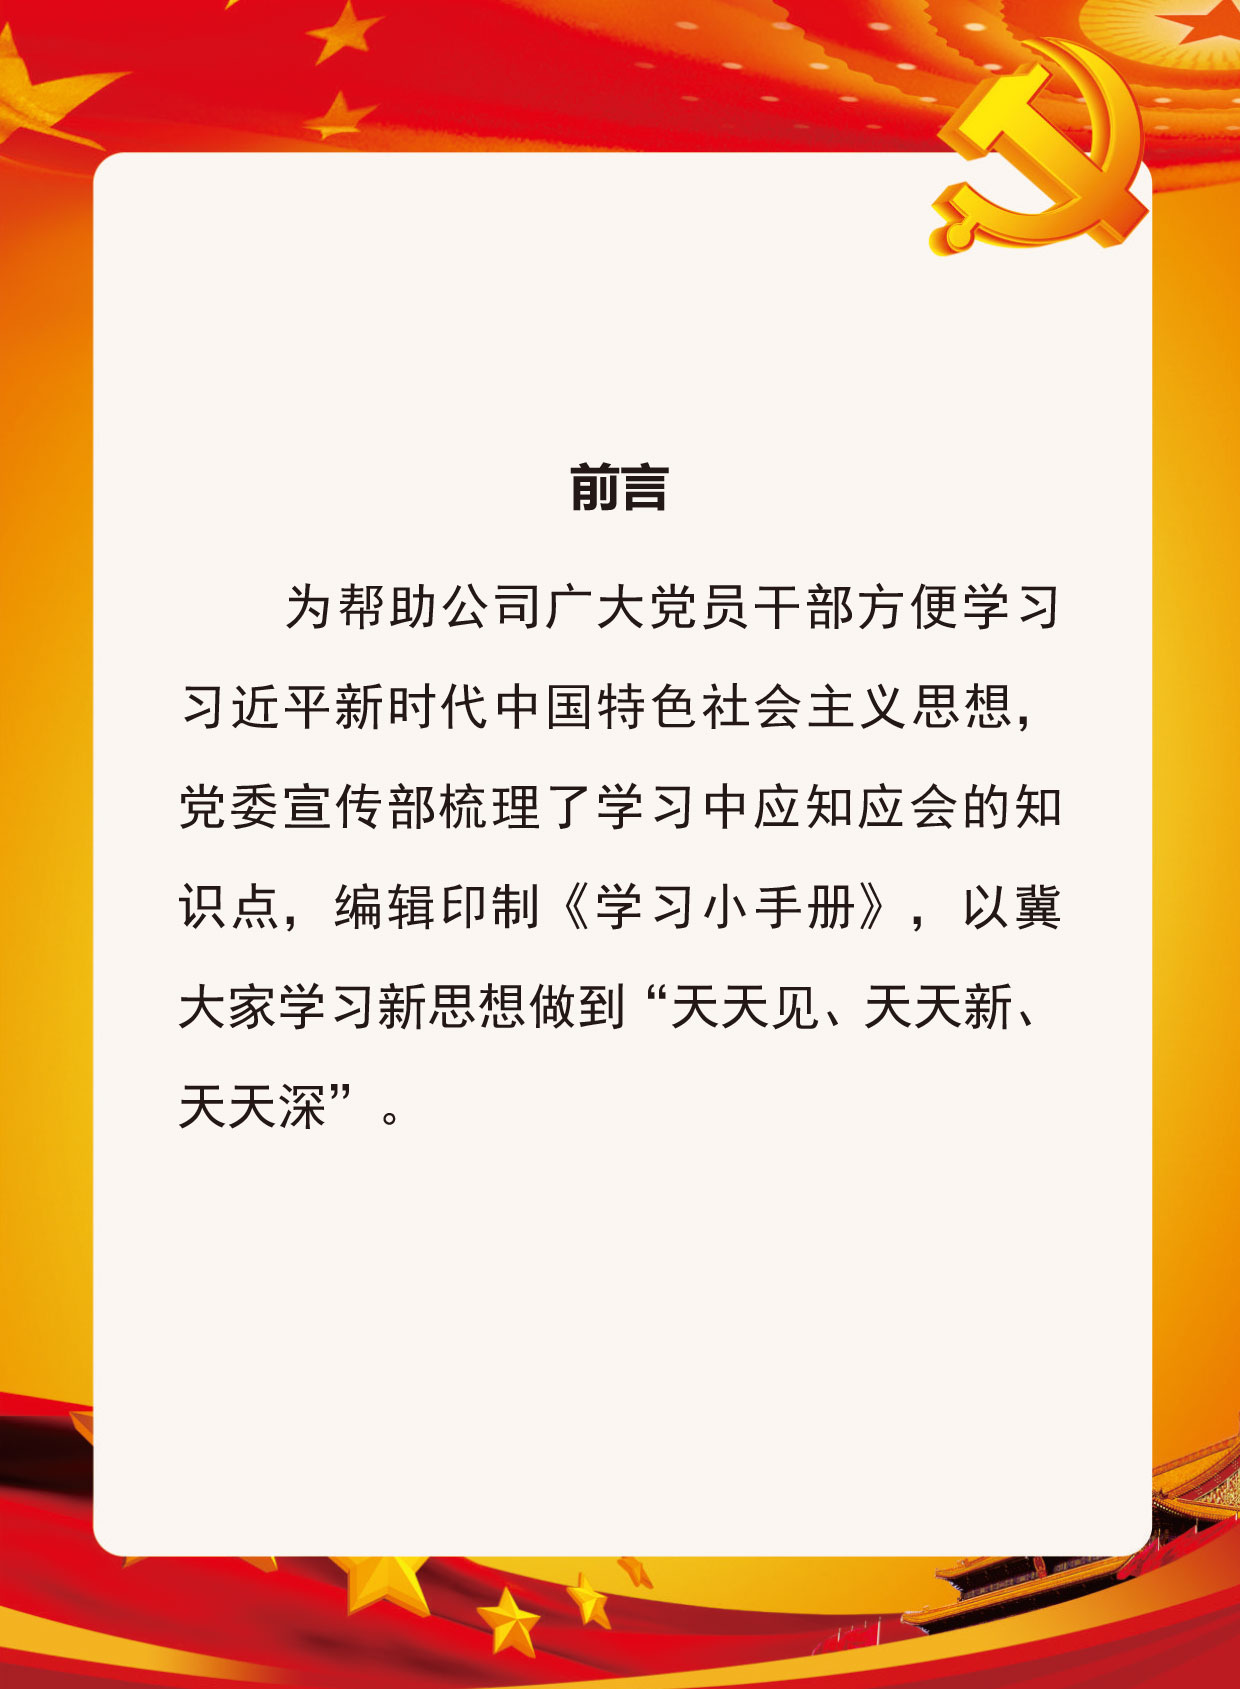 前言
为帮助公司广大党员干部方便学习
习近平新时代中国特色社会主义思想，
党委宣传部梳理了学习中应知应会的知
识点，编辑印制《学习小手册》，以冀
大家学习新思想做到“天天见、天天新、
天天深”。